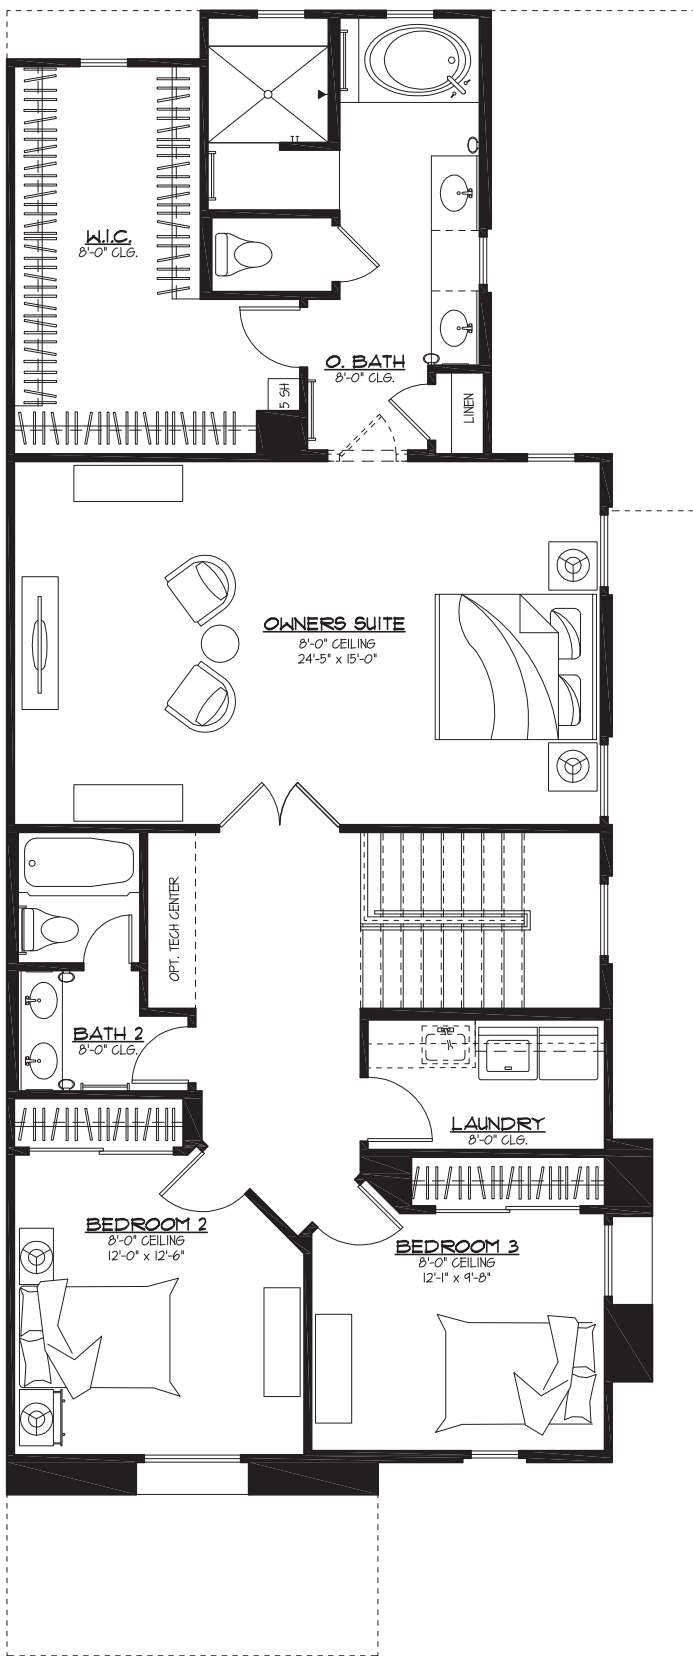 W.I.C.
8'-0" CLG.
O. BATH
8'-0" CLG.
5 SH
LINEN
OWNERS SUITE
8'-0" CEILING
24'-5" x 15'-0"
OPT. TECH CENTER
BATH 2
8'-0" CLG.
LAUNDRY
8'-0" CLG.
BEDROOM 2
8'-0" CEILING
12'-0" x 12'-6"
BEDROOM 3
8'-0" CEILING
12'-1" x 9'-8"